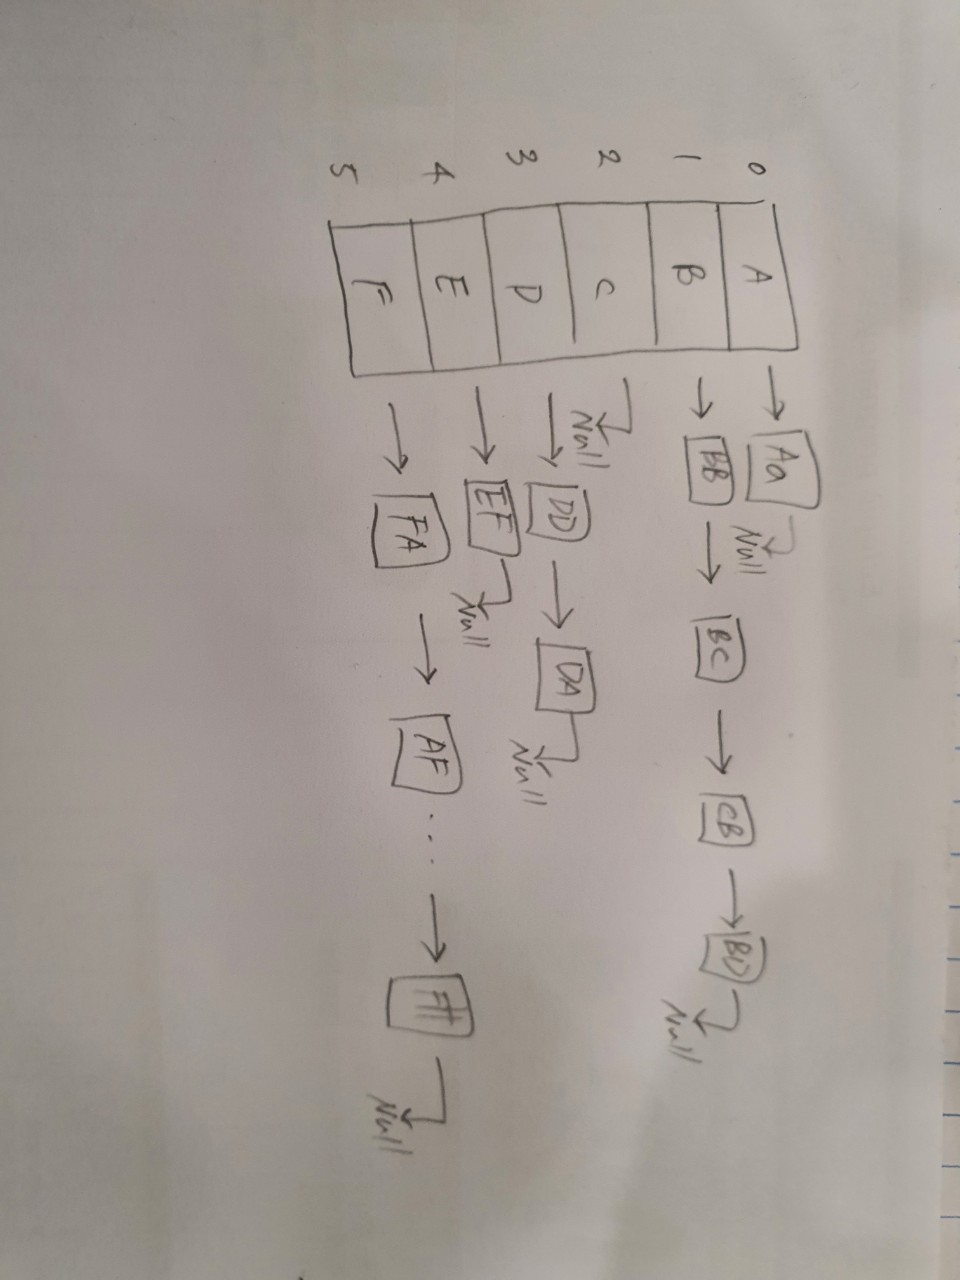 0 A → Aa Null
1 B → BB → BC → CB → BD Null
2 C Null
3 D → DD → DA Null
4 E → EF Null
5 F → FA → AF ... → FH Null